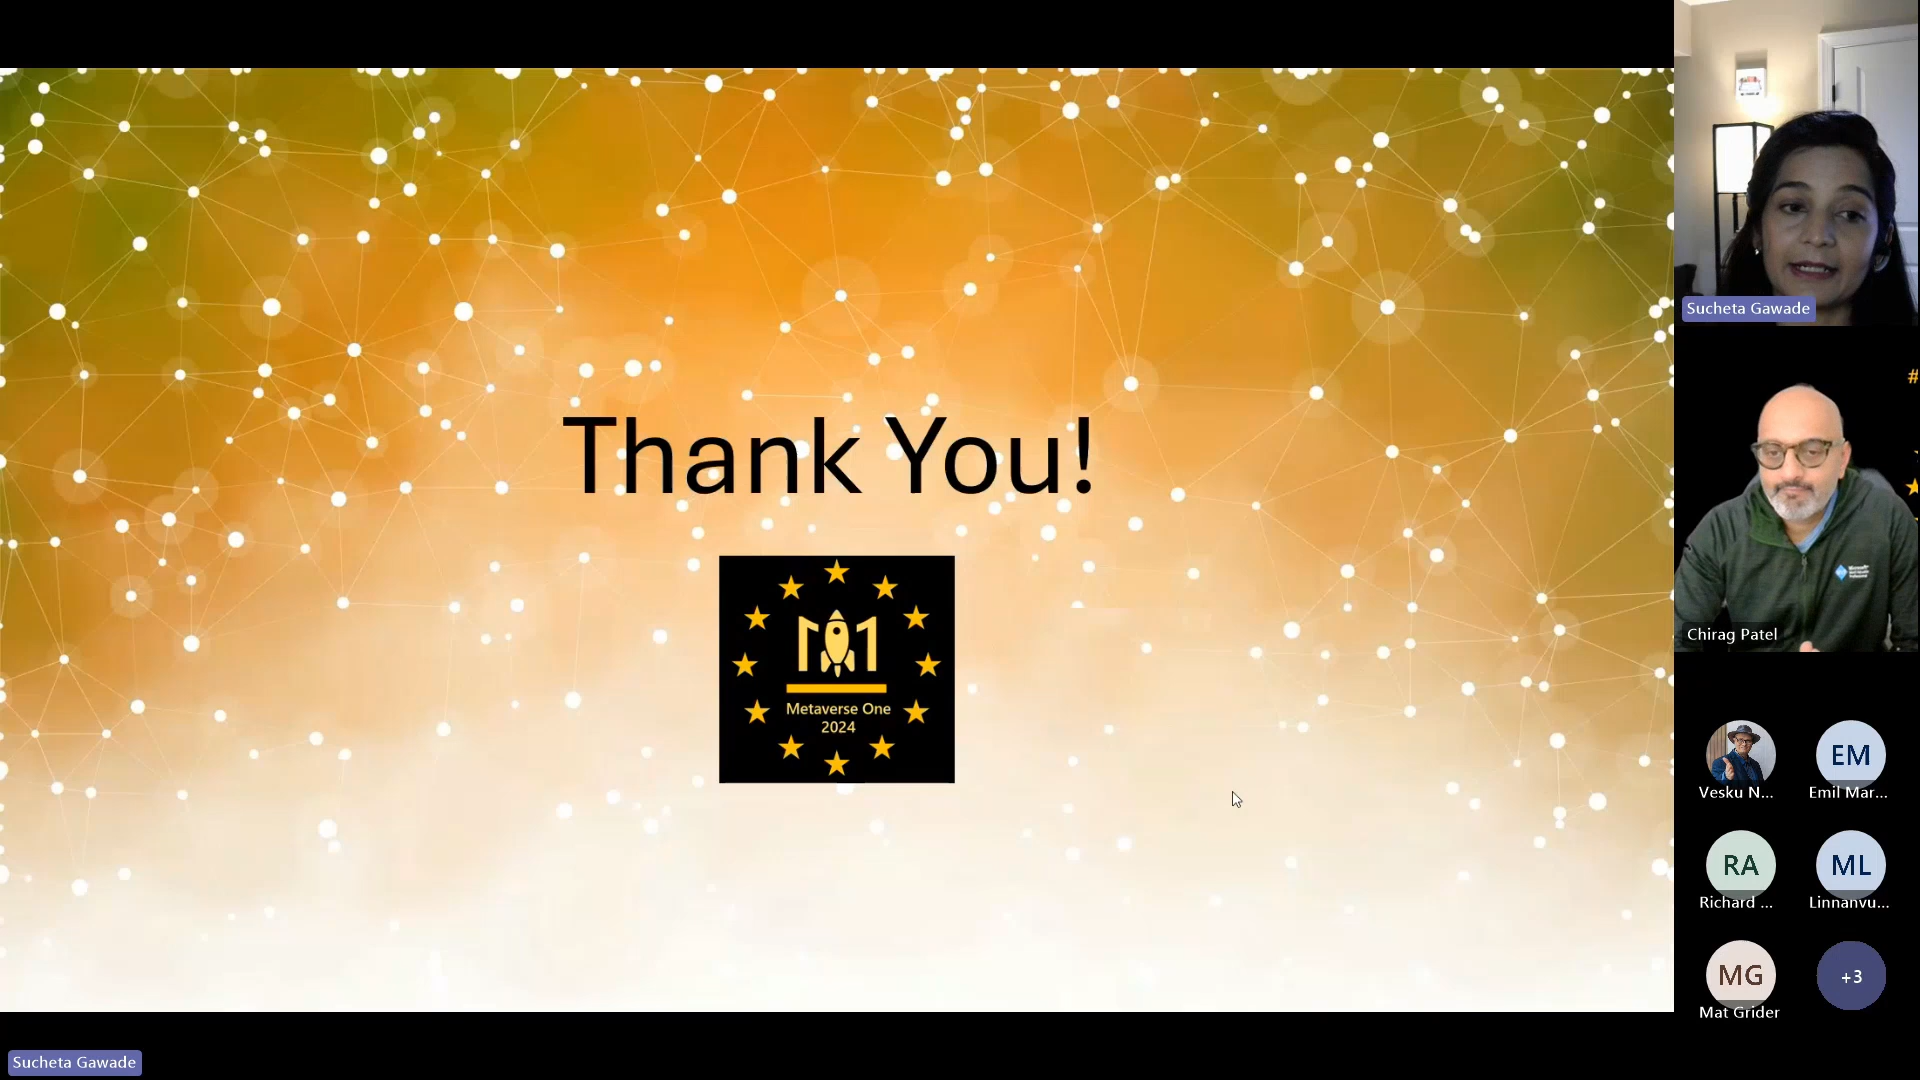 Thank You!
Metaverse One
2024
Sucheta Gawade
#
Chirag Patel
Vesku N...
EM
Emil Mar...
RA
Richard ...
ML
Linnanvu...
MG
Mat Grider
+3
Sucheta Gawade